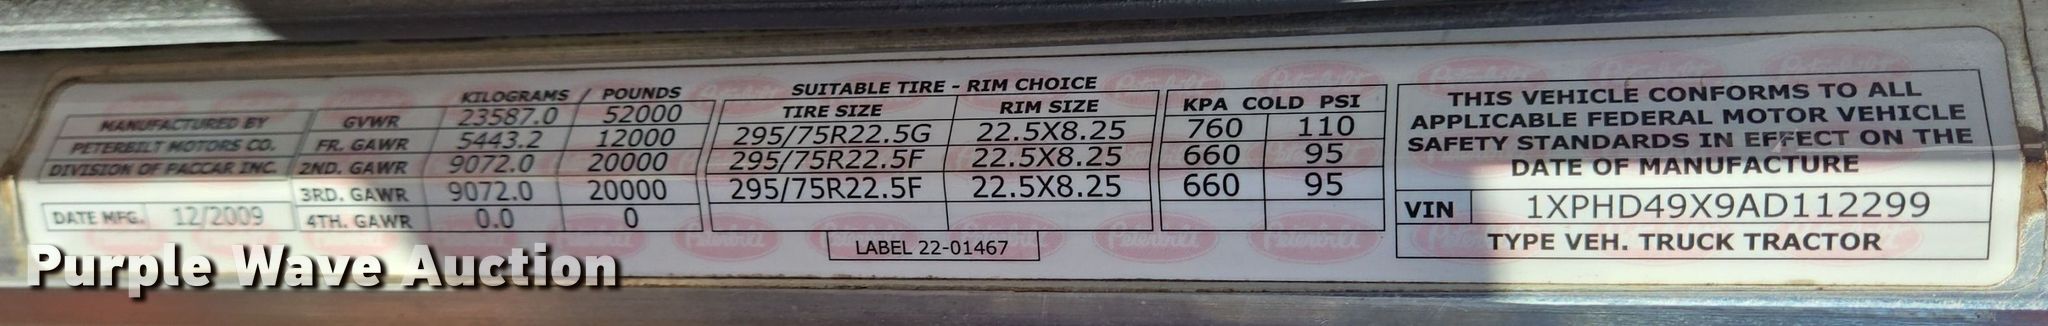 MANUFACTURED BY
PETERBILT MOTORS CO.
DIVISION OF PACCAR INC.
DATE MFG. 12/2009
KILOGRAMS / POUNDS
GVWR 23587.0 52000
FR. GAWR 5443.2 12000
2ND. GAWR 9072.0 20000
3RD. GAWR 9072.0 20000
4TH. GAWR 0.0 0
SUITABLE TIRE - RIM CHOICE
TIRE SIZE RIM SIZE
295/75R22.5G 22.5X8.25
295/75R22.5F 22.5X8.25
295/75R22.5F 22.5X8.25
KPA COLD PSI
760 110
660 95
660 95
LABEL 22-01467
THIS VEHICLE CONFORMS TO ALL
APPLICABLE FEDERAL MOTOR VEHICLE
SAFETY STANDARDS IN EFFECT ON THE
DATE OF MANUFACTURE
VIN 1XPHD49X9AD112299
TYPE VEH. TRUCK TRACTOR
Peterbilt
Purple Wave Auction